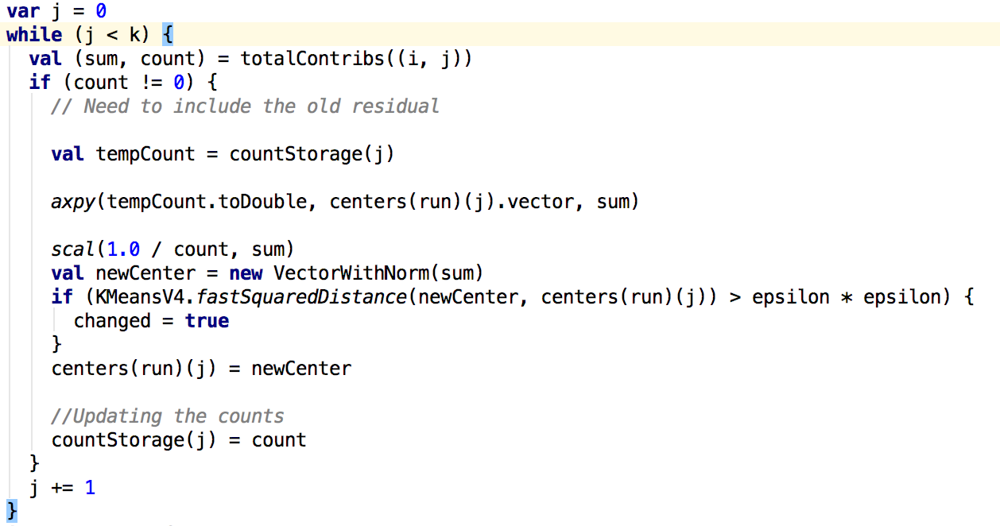 var j = 0
while (j < k) {
val (sum, count) = totalContribs((i, j))
if (count != 0) {
// Need to include the old residual
val tempCount = countStorage(j)
axpy(tempCount.toDouble, centers(run)(j).vector, sum)
scal(1.0 / count, sum)
val newCenter = new VectorWithNorm(sum)
if (KMeansV4.fastSquaredDistance(newCenter, centers(run)(j)) > epsilon * epsilon) {
changed = true
}
centers(run)(j) = newCenter
//Updating the counts
countStorage(j) = count
}
j += 1
}